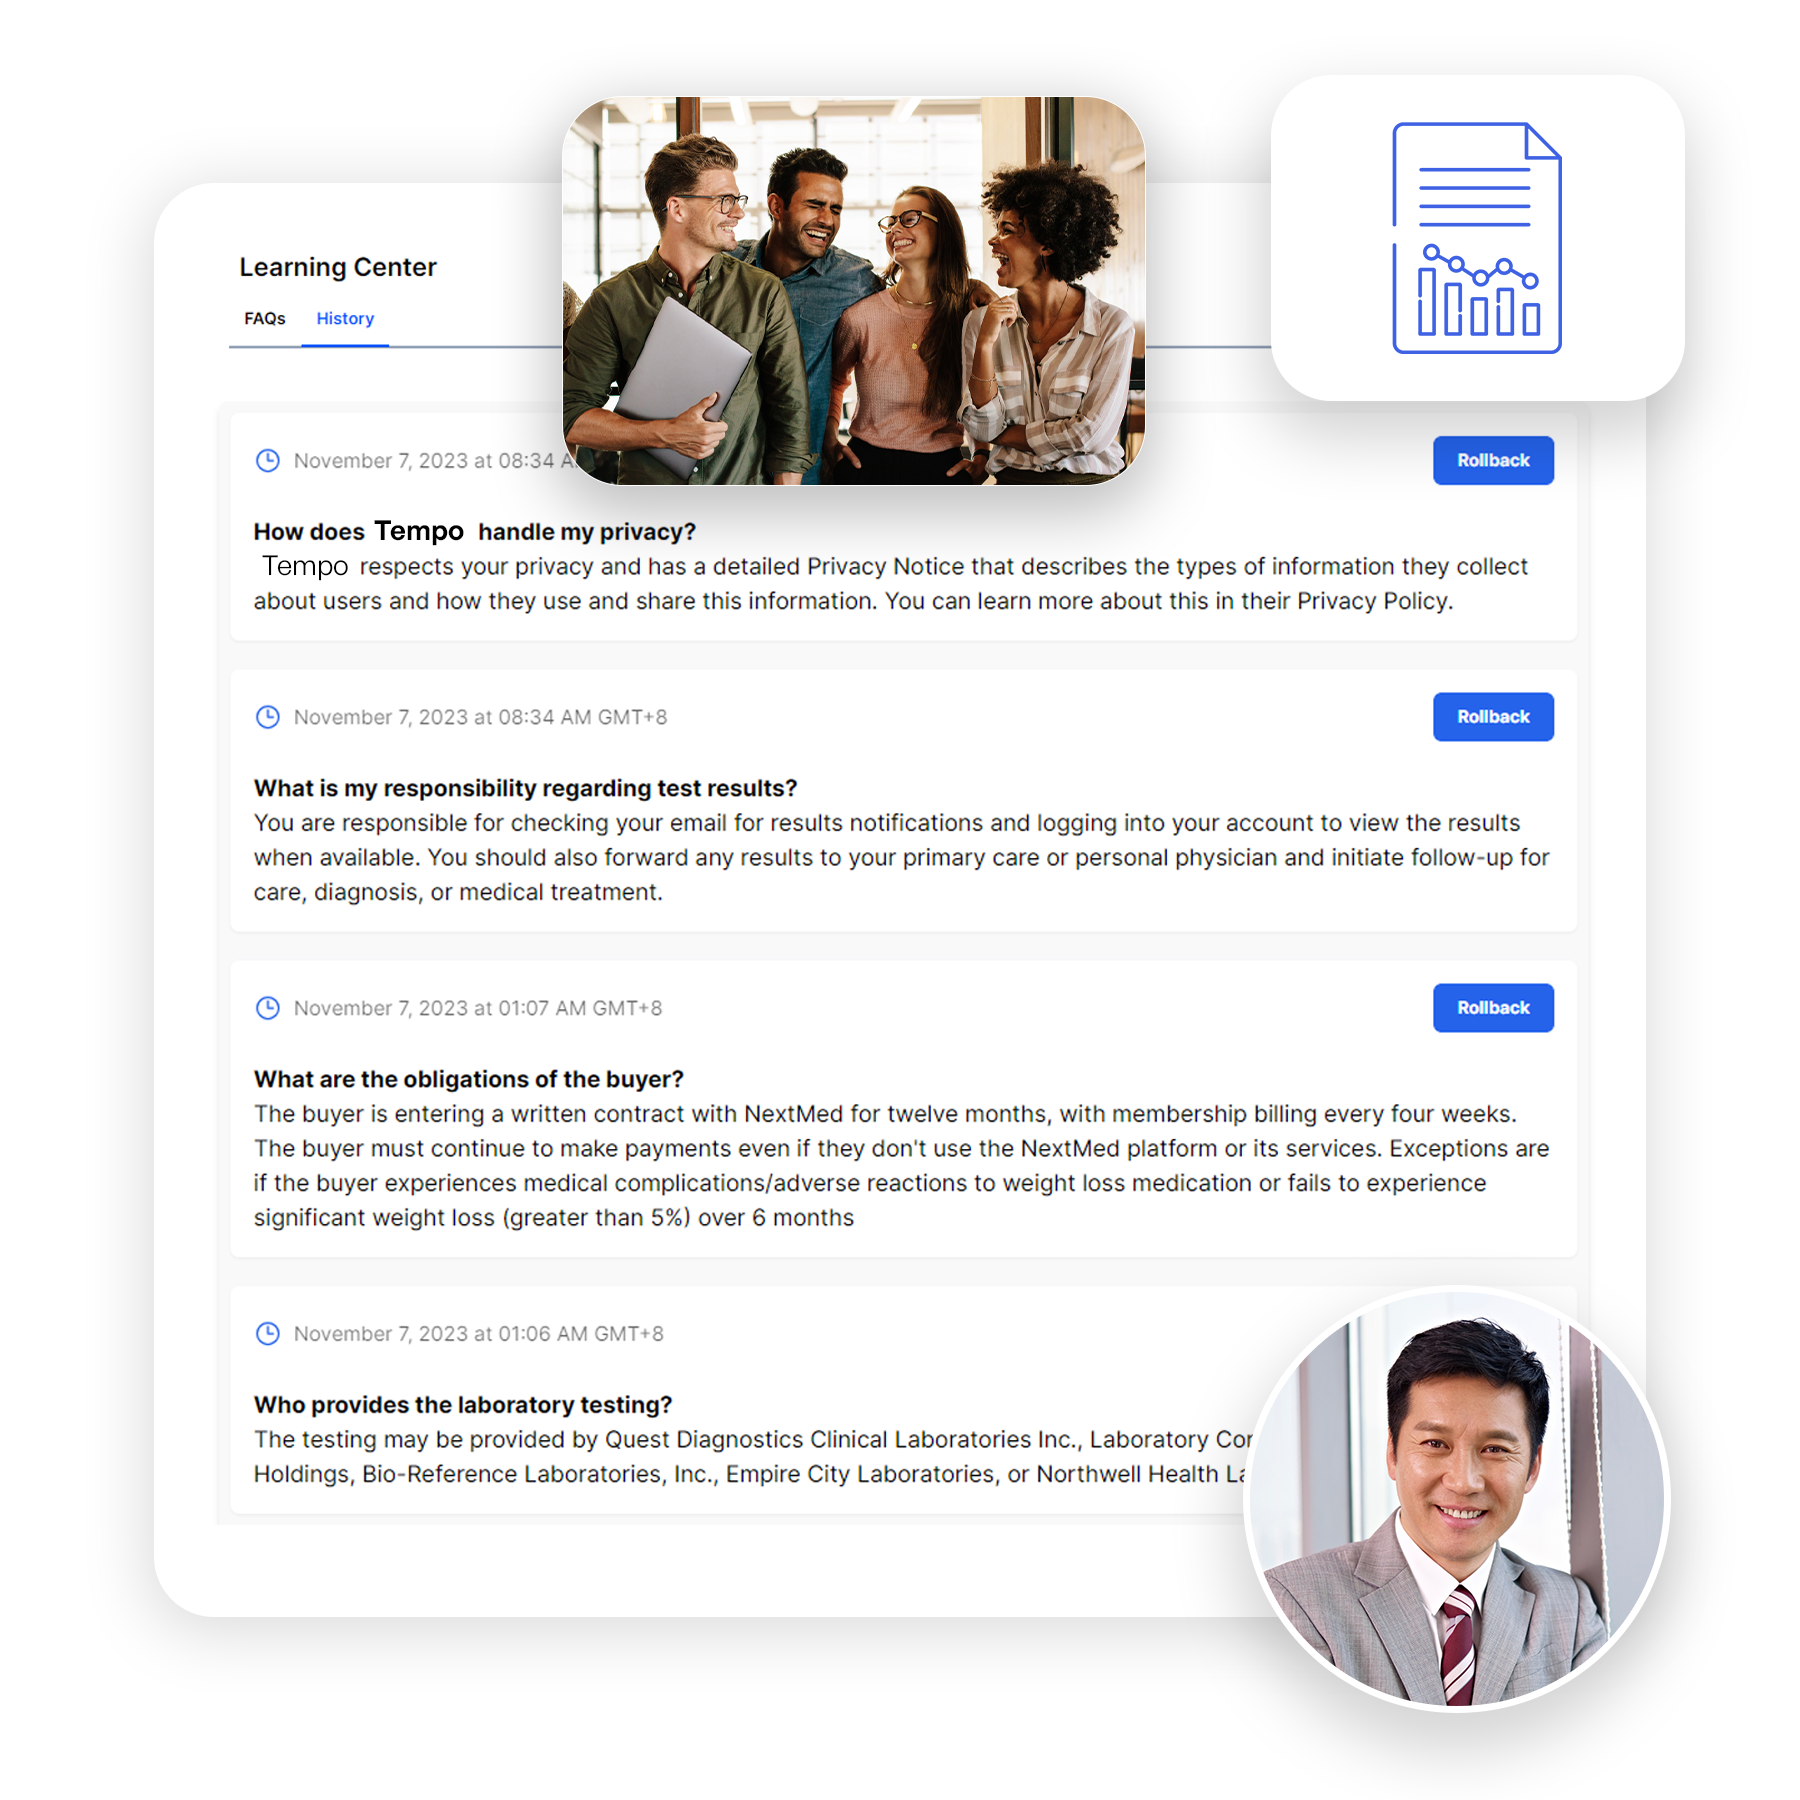 Learning Center
FAQs History
November 7, 2023 at 08:34
Rollback
How does Tempo handle my privacy?
Tempo respects your privacy and has a detailed Privacy Notice that describes the types of information they collect
about users and how they use and share this information. You can learn more about this in their Privacy Policy.
November 7, 2023 at 08:34 AM GMT+8
Rollback
What is my responsibility regarding test results?
You are responsible for checking your email for results notifications and logging into your account to view the results
when available. You should also forward any results to your primary care or personal physician and initiate follow-up for
care, diagnosis, or medical treatment.
November 7, 2023 at 01:07 AM GMT+8
Rollback
What are the obligations of the buyer?
The buyer is entering a written contract with NextMed for twelve months, with membership billing every four weeks.
The buyer must continue to make payments even if they don't use the NextMed platform or its services. Exceptions are
if the buyer experiences medical complications/adverse reactions to weight loss medication or fails to experience
significant weight loss (greater than 5%) over 6 months
November 7, 2023 at 01:06 AM GMT+8
Who provides the laboratory testing?
The testing may be provided by Quest Diagnostics Clinical Laboratories Inc., Laboratory
Holdings, Bio-Reference Laboratories, Inc., Empire City Laboratories, or Northwell Health